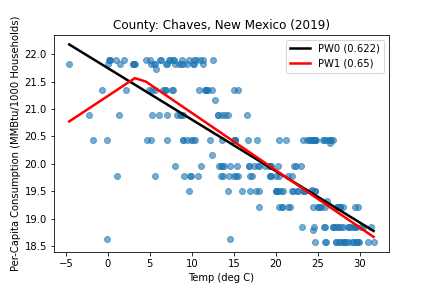 County: Chaves, New Mexico (2019)
Per-Capita Consumption (MMBtu/1000 Households)
22.0
21.5
21.0
20.5
20.0
19.5
19.0
18.5
PW0 (0.622)
PW1 (0.65)
−5 0 5 10 15 20 25 30
Temp (deg C)